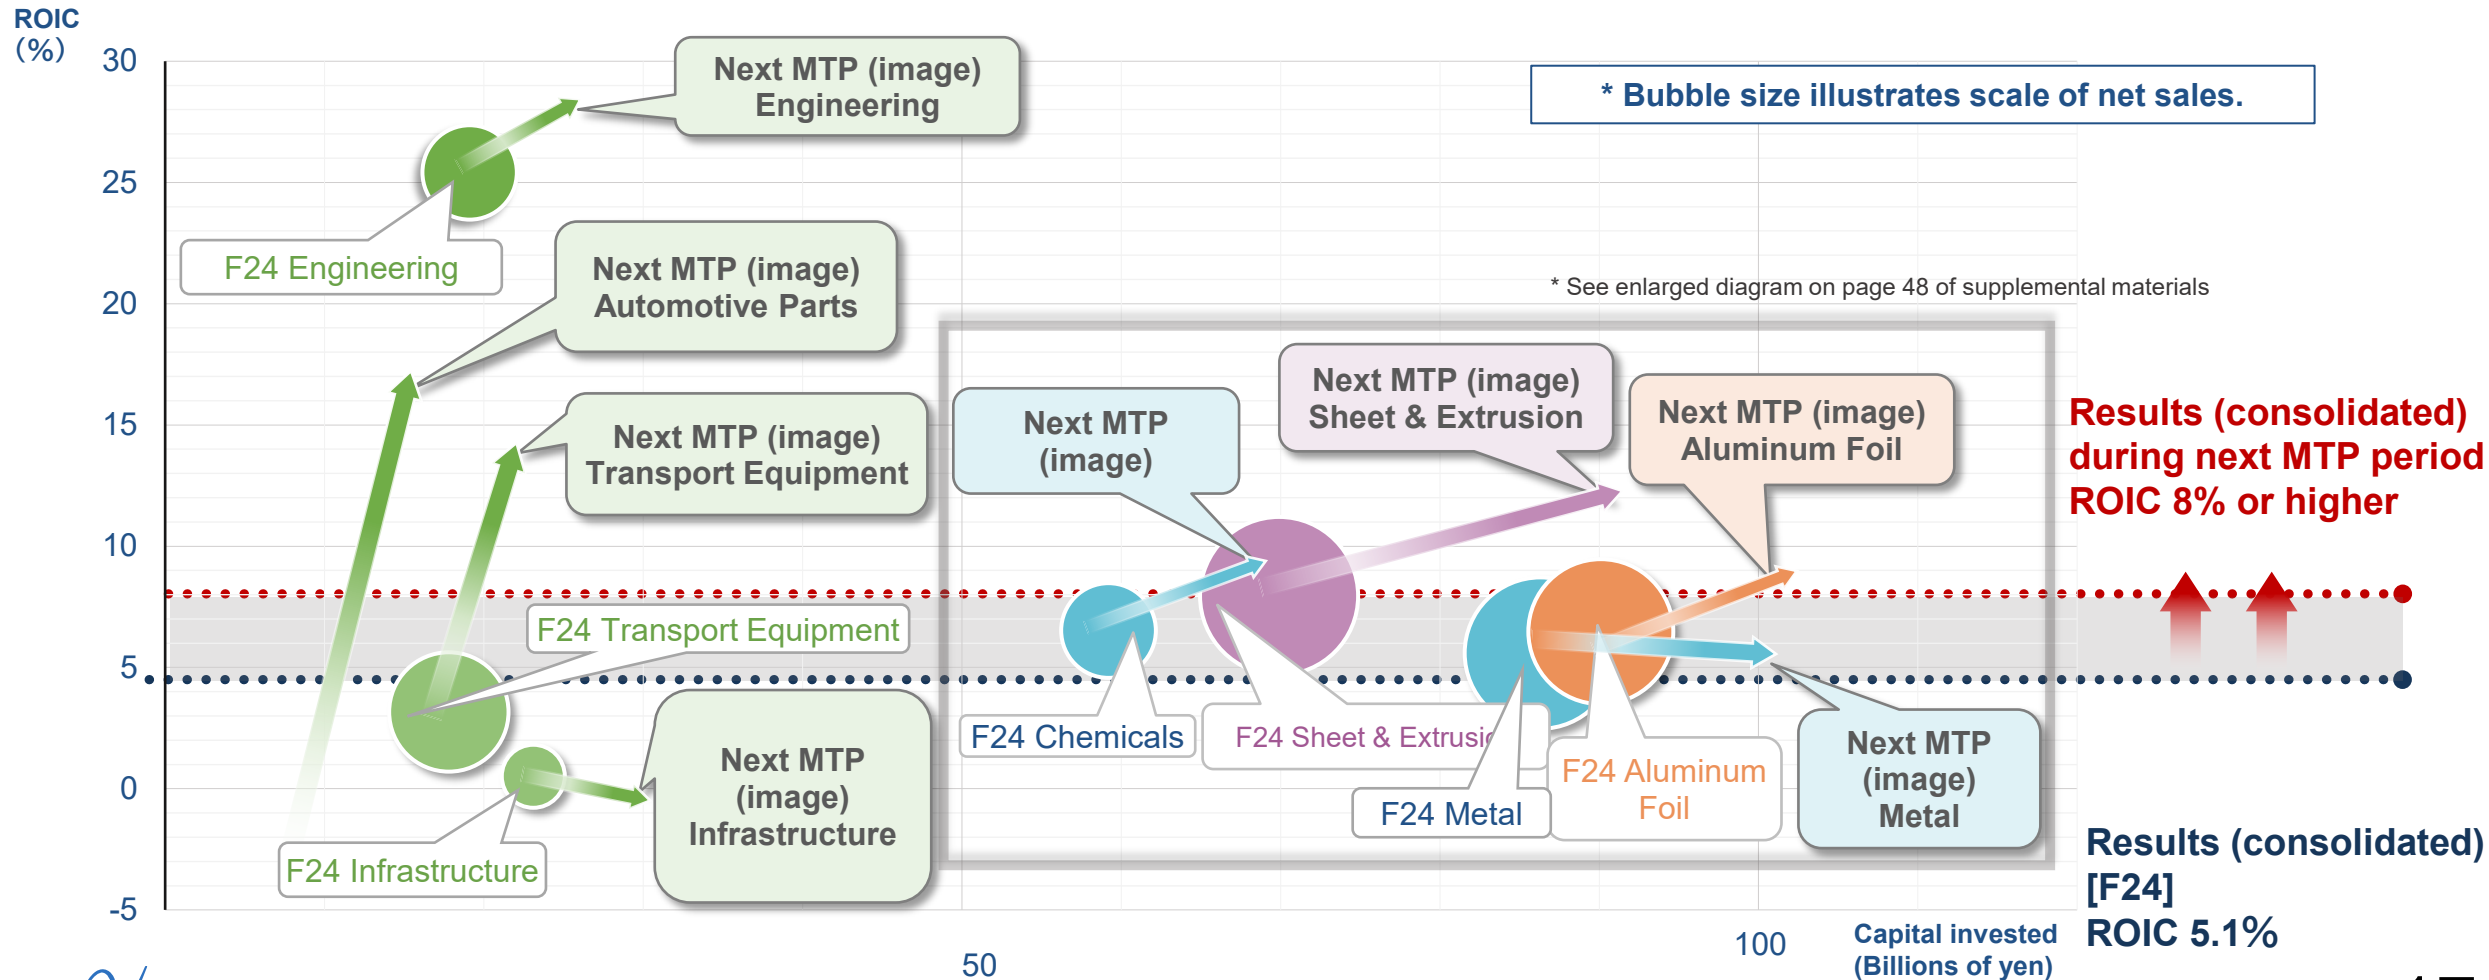 ROIC
(%)
30
25
20
15
10
5
0
-5
Next MTP (image)
Engineering
* Bubble size illustrates scale of net sales.
F24 Engineering
Next MTP (image)
Automotive Parts
* See enlarged diagram on page 48 of supplemental materials
Next MTP (image)
Transport Equipment
Next MTP
(image)
Next MTP (image)
Sheet & Extrusion
Next MTP (image)
Aluminum Foil
Results (consolidated)
during next MTP period
ROIC 8% or higher
F24 Transport Equipment
F24 Chemicals
F24 Sheet & Extrusi
F24 Metal
F24 Aluminum
Foil
Next MTP
(image)
Metal
Next MTP
(image)
Infrastructure
F24 Infrastructure
Results (consolidated)
[F24]
ROIC 5.1%
50
100
Capital invested
(Billions of yen)